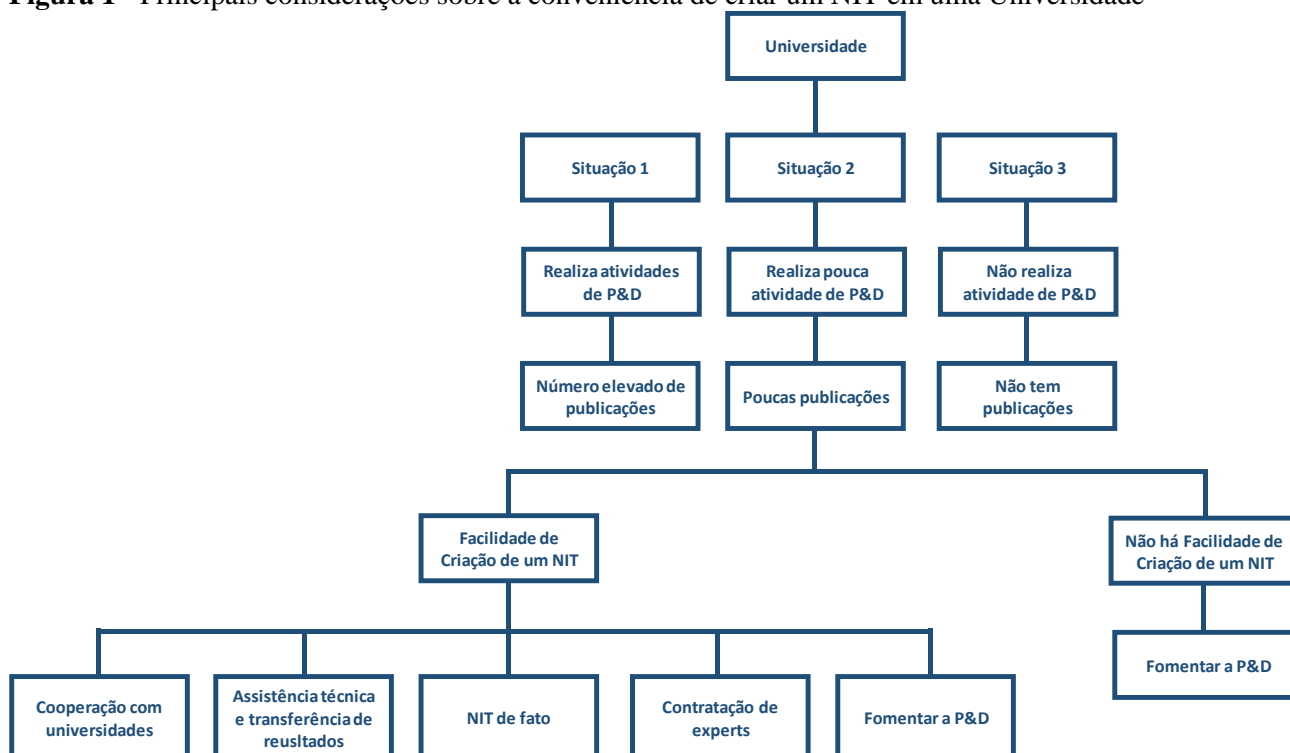 Figura 1 - Principais considerações sobre a conveniência de criar um NIT em uma Universidade
Universidade
Situação 1
Situação 2
Situação 3
Realiza atividades
de P&D
Realiza pouca
atividade de P&D
Não realiza
atividade de P&D
Número elevado de
publicações
Poucas publicações
Não tem
publicações
Facilidade de
Criação de um NIT
Não há Facilidade de
Criação de um NIT
Fomentar a P&D
Cooperação com
universidades
Assistência técnica
e transferência de
reusltados
NIT de fato
Contratação de
experts
Fomentar a P&D